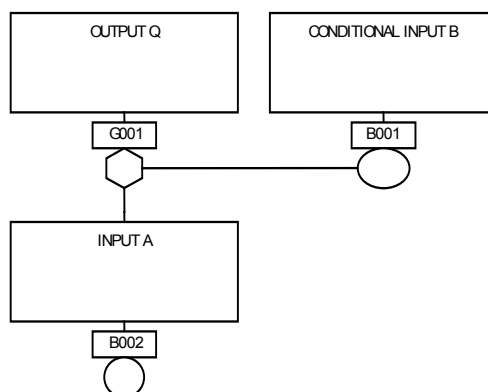 OUTPUT Q
CONDITIONAL INPUT B
G001
B001
INPUT A
B002